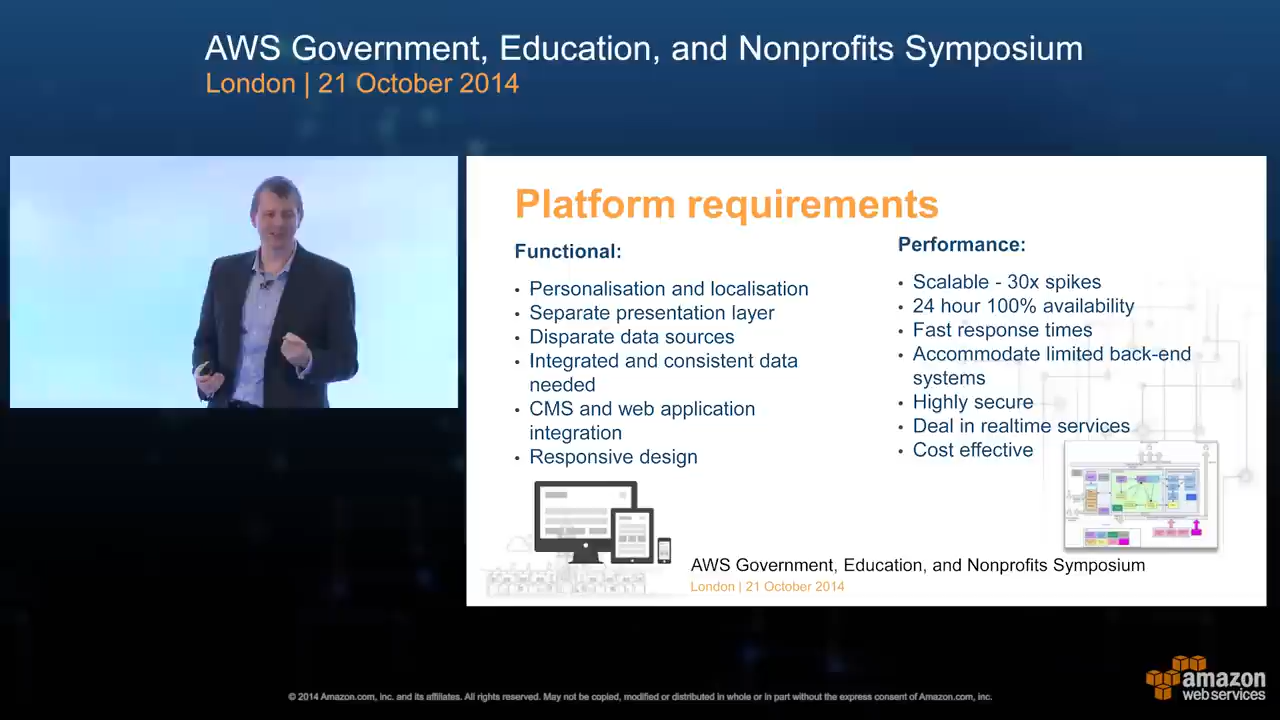 AWS Government, Education, and Nonprofits Symposium
London | 21 October 2014
Platform requirements
Functional:
• Personalisation and localisation
• Separate presentation layer
• Disparate data sources
• Integrated and consistent data
needed
• CMS and web application
integration
• Responsive design
Performance:
• Scalable - 30x spikes
• 24 hour 100% availability
• Fast response times
• Accommodate limited back-end
systems
• Highly secure
• Deal in realtime services
• Cost effective
AWS Government, Education, and Nonprofits Symposium
London | 21 October 2014
© 2014 Amazon.com, inc. and its affiliates. All rights reserved. May not be copied, modified or distributed in whole or in part without the express consent of Amazon.com, inc.
amazon
web services